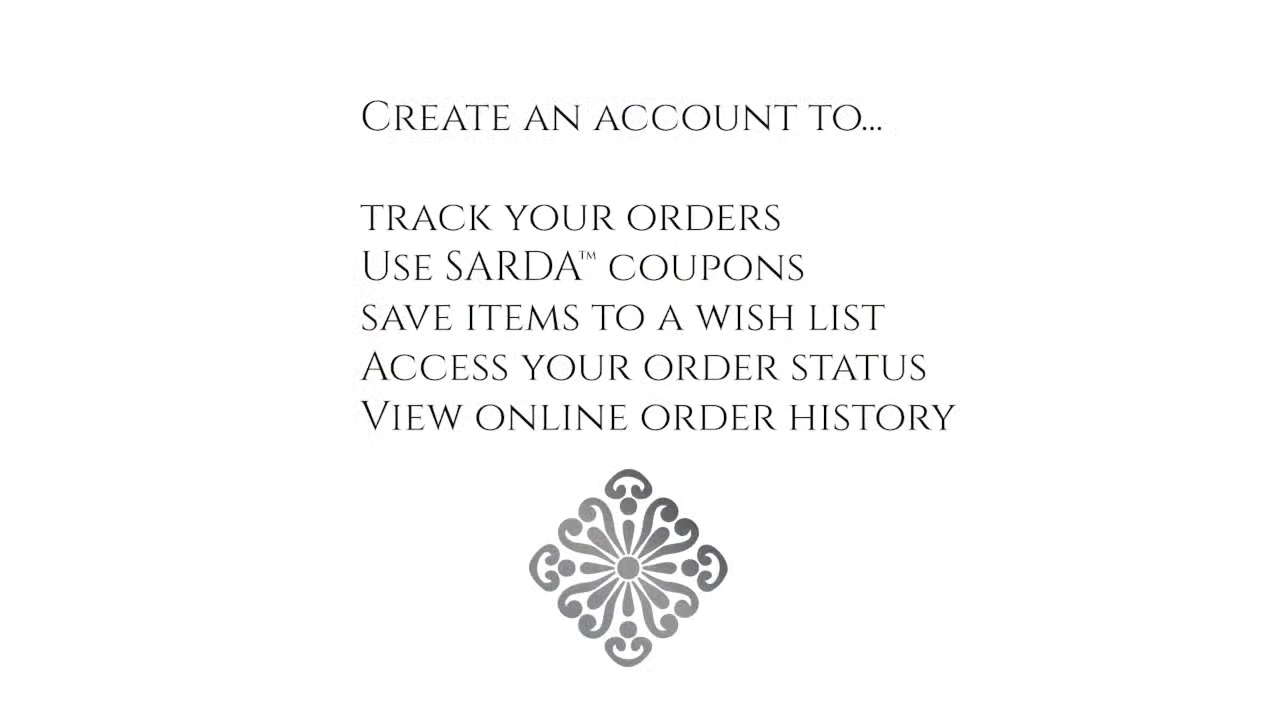 Create an account to...
track your orders
Use SARDA™ coupons
save items to a wish list
Access your order status
View online order history